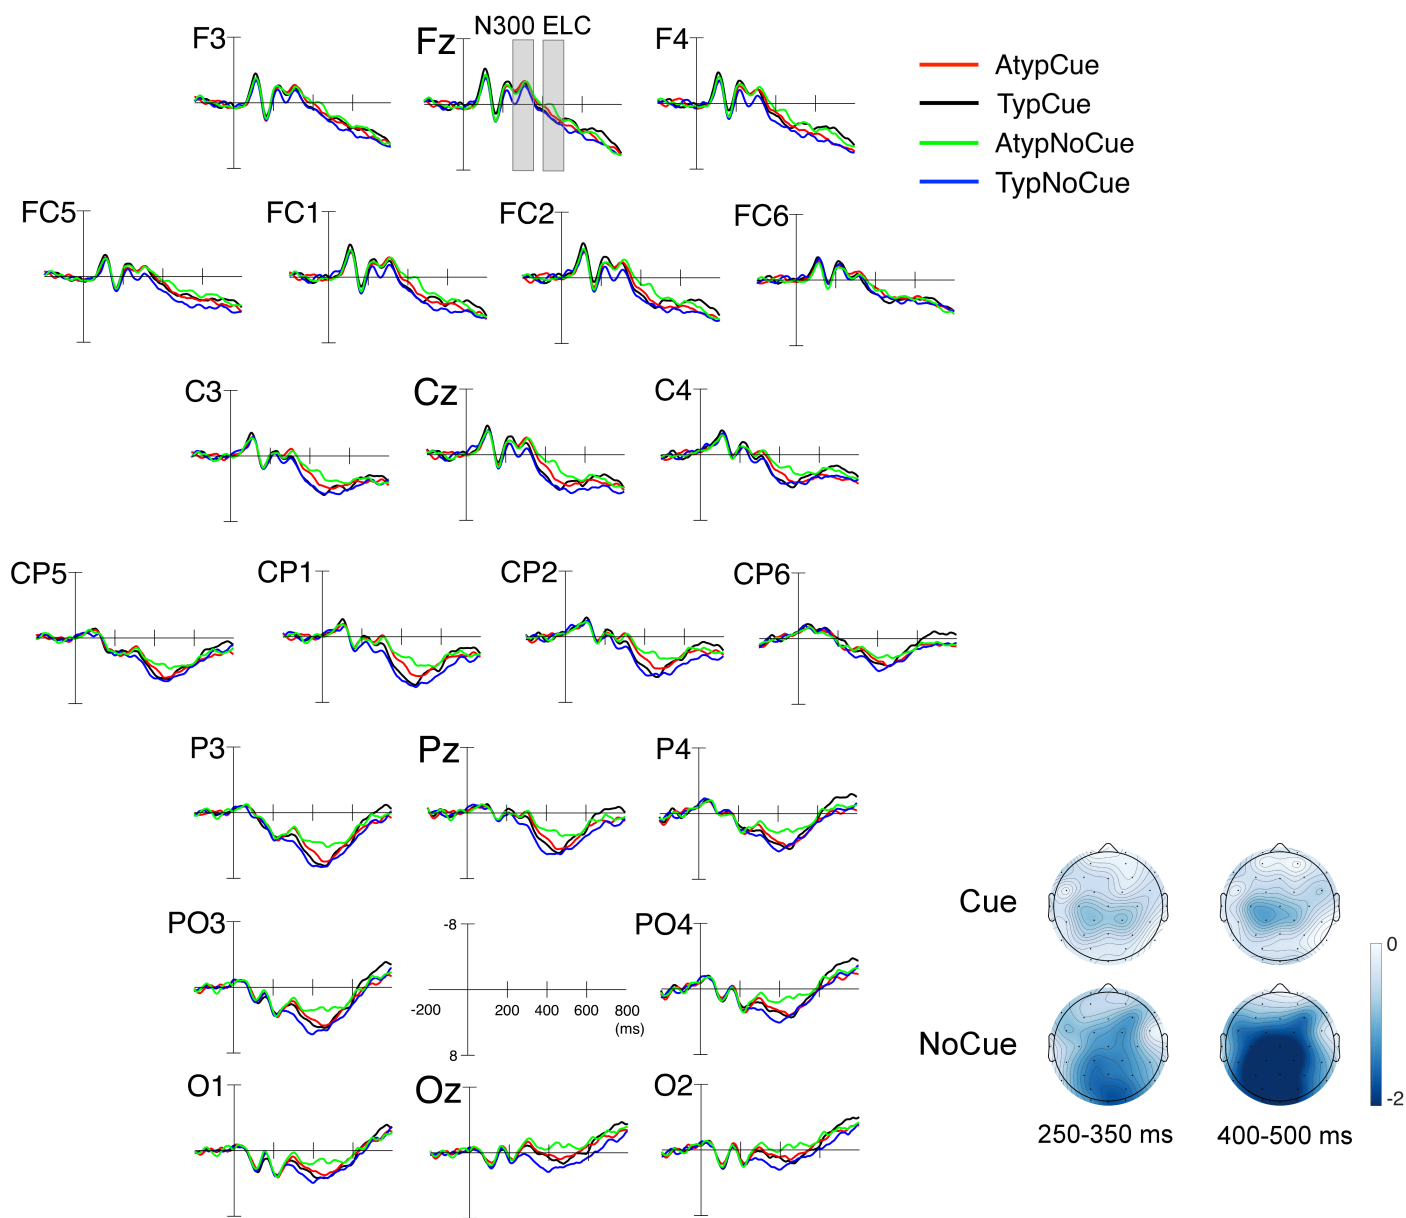 N300 ELC
F3
Fz
F4
AtypCue
TypCue
AtypNoCue
TypNoCue
FC5
FC1
FC2
FC6
C3
Cz
C4
CP5
CP1
CP2
CP6
P3
Pz
P4
PO3
-8
-200
200
400
600
800
(ms)
8
PO4
O1
Oz
O2
Cue
0
NoCue
-2
250-350 ms
400-500 ms